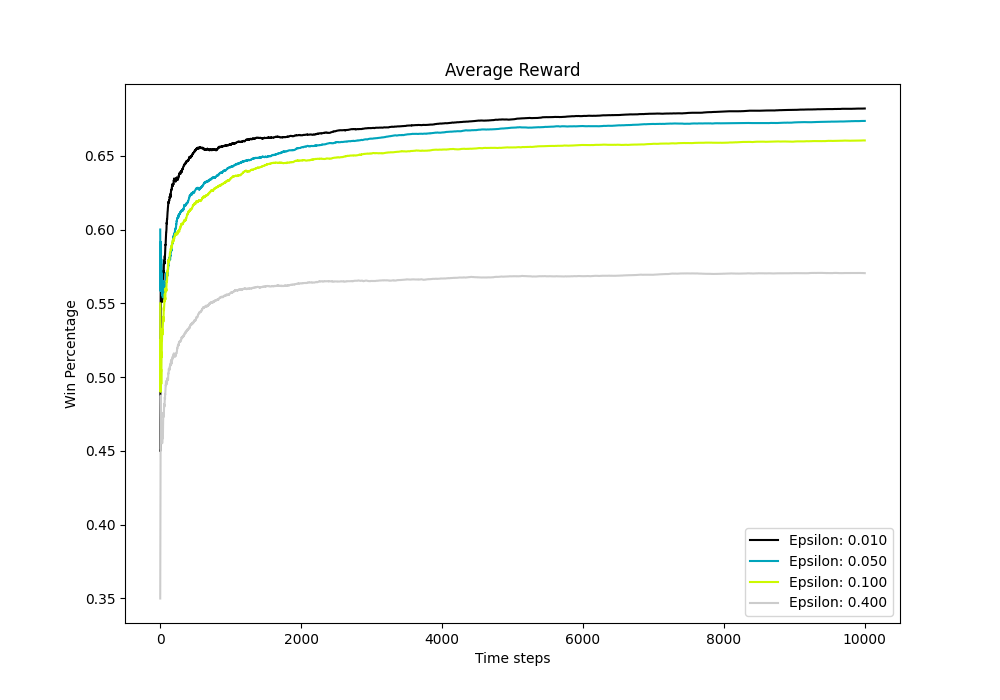 Average Reward
Win Percentage
0.65
0.60
0.55
0.50
0.45
0.40
0.35
0
2000
4000
6000
8000
10000
Time steps
Epsilon: 0.010
Epsilon: 0.050
Epsilon: 0.100
Epsilon: 0.400